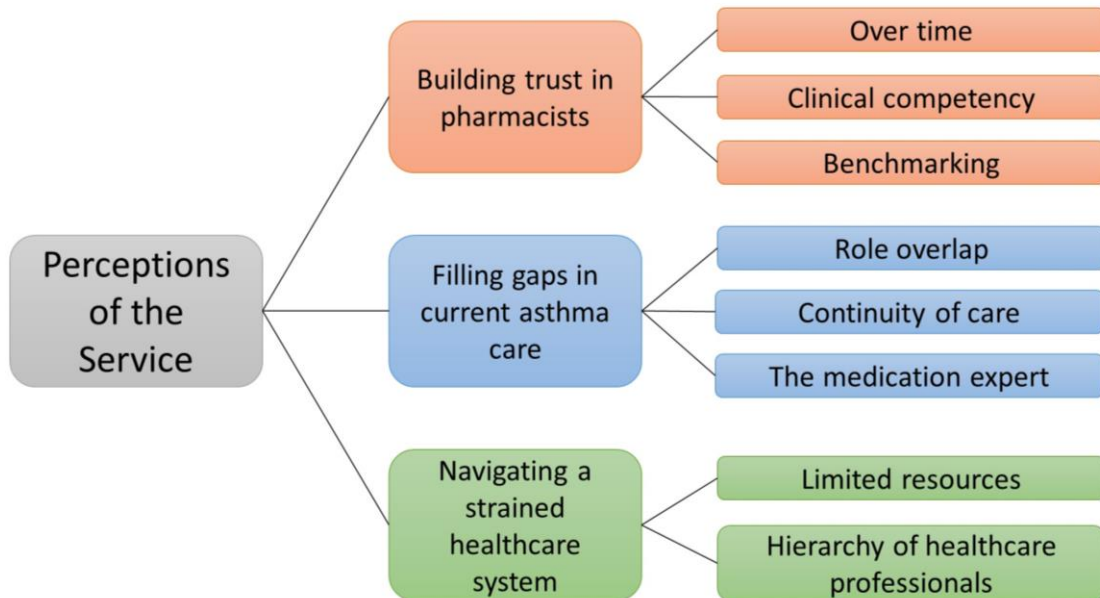 Perceptions
of the
Service
Building trust in
pharmacists
Over time
Clinical competency
Benchmarking
Filling gaps in
current asthma
care
Role overlap
Continuity of care
The medication expert
Navigating a
strained
healthcare
system
Limited resources
Hierarchy of healthcare
professionals